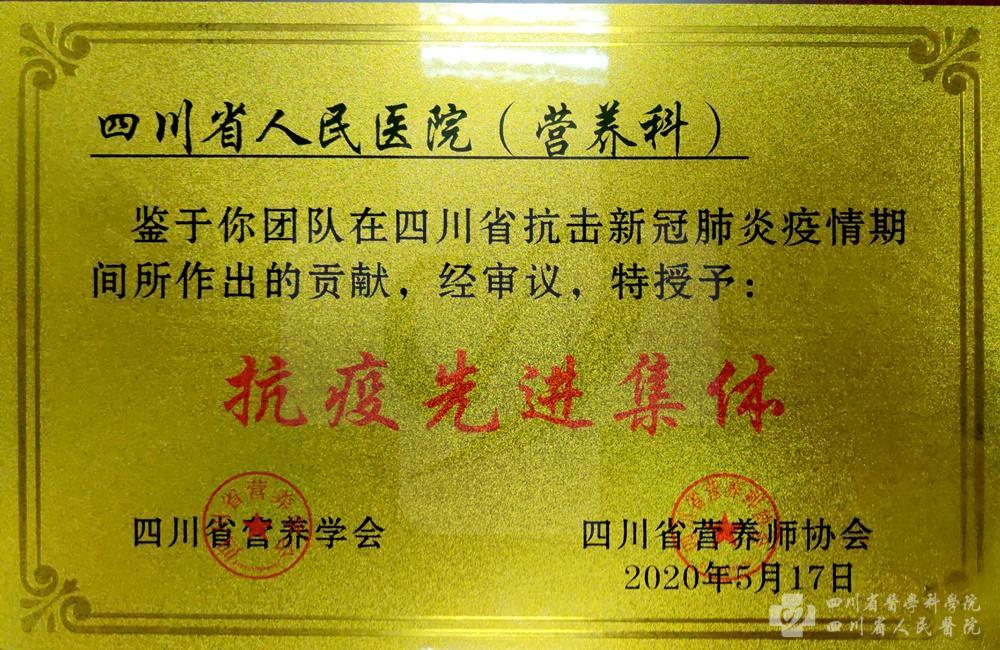 四川省人民医院（营养科）
鉴于你团队在四川省抗击新冠肺炎疫情期
间所作出的贡献，经审议，特授予：
抗疫先进集体
四川省营养学会
四川省营养师协会
2020年5月17日
四川省醫學科學院
四川省人民醫院